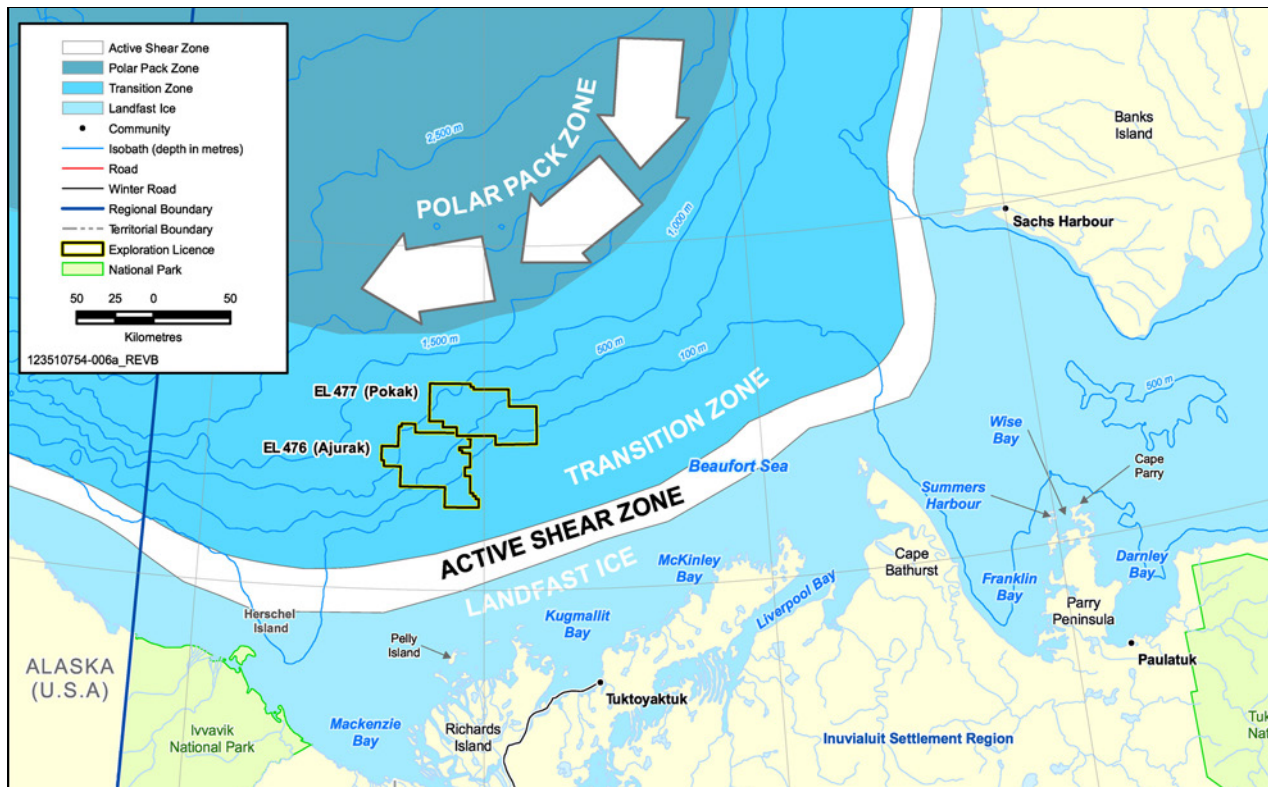 Active Shear Zone
Polar Pack Zone
Transition Zone
Landfast Ice
Community
Isobath (depth in metres)
Road
Winter Road
Regional Boundary
Territorial Boundary
Exploration Licence
National Park
50 25 0 50
Kilometres
123510754-006a_REVB
2,500 m
POLAR PACK ZONE
1,000 m
1,500 m
500 m
100 m
Banks
Island
Sachs Harbour
EL 477 (Pokak)
EL 476 (Ajurak)
TRANSITION ZONE
Beaufort Sea
ACTIVE SHEAR ZONE
LANDFAST ICE
500 m
Wise
Bay
Cape
Parry
Summers
Harbour
McKinley
Bay
Cape
Bathurst
Franklin
Bay
Darnley
Bay
Parry
Peninsula
Paulatuk
Liverpool Bay
Kugmallit
Bay
Herschel
Island
Pelly
Island
ALASKA
(U.S.A)
Ivvavik
National Park
Mackenzie
Bay
Richards
Island
Tuktoyaktuk
Inuvialuit Settlement Region